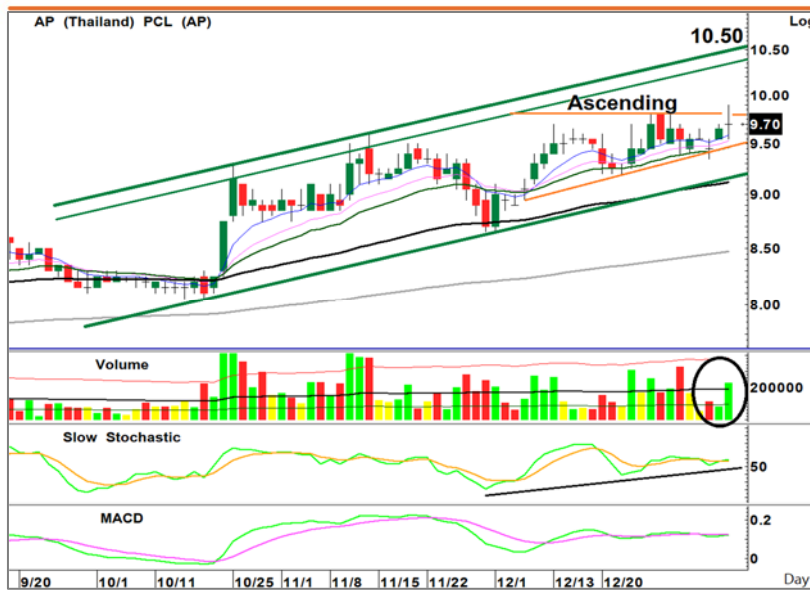 AP (Thailand) PCL (AP)
Log
10.50
10.50
10.00
Ascending
9.70
9.50
9.00
8.50
8.00
Volume
200000
Slow Stochastic
50
MACD
0.2
0
9/20 10/1 10/11 10/25 11/1 11/8 11/15 11/22 12/1 12/13 12/20 Day